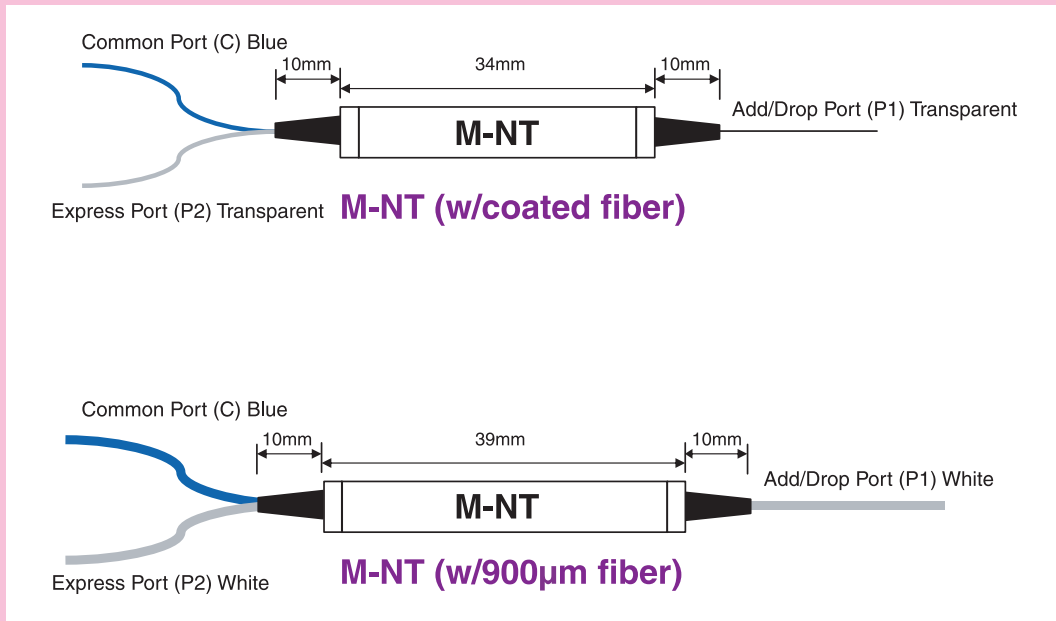 Common Port (C) Blue
10mm
34mm
10mm
Add/Drop Port (P1) Transparent
M-NT
Express Port (P2) Transparent
M-NT (w/coated fiber)
Common Port (C) Blue
10mm
39mm
10mm
Add/Drop Port (P1) White
M-NT
Express Port (P2) White
M-NT (w/900µm fiber)